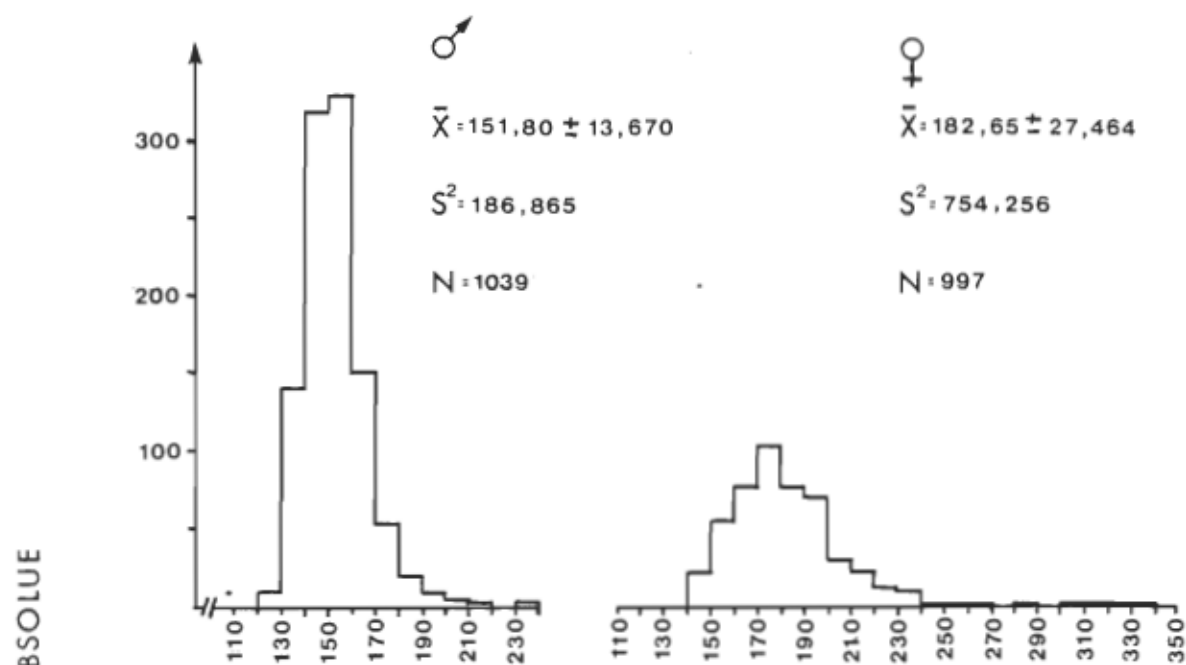 ♂
♀
X̄=151,80 ± 13,670
X̄=182,65 ± 27,464
S²=186,865
S²=754,256
N=1039
N=997
300
200
100
BSOLUE
110 130 150 170 190 210 230
110 130 150 170 190 210 230 250 270 290 310 330 350